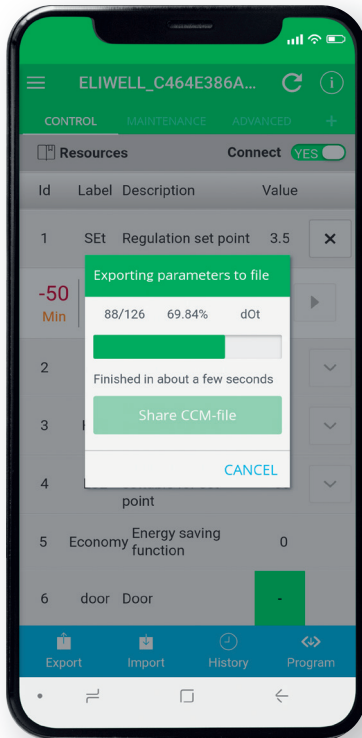 ELIWELL_C464E386A...
CONTROL MAINTENANCE ADVANCED +
Resources Connect YES
Id Label Description Value
1 SEt Regulation set point 3.5
Exporting parameters to file
-50
Min
88/126 69.84% dOt
2
Finished in about a few seconds
3
Share CCM-file
4
point
CANCEL
5 Economy Energy saving
function 0
6 door Door -
Export Import History Program